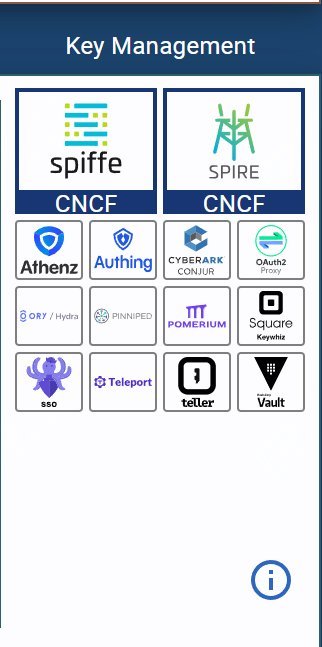 Key Management
spiffe
SPIRE
CNCF
CNCF
Athenz
Authing
CYBERARK
CONJUR
OAuth2
Proxy
ORY / Hydra
PINNIPED
POMERIUM
Square
Keywhiz
sso
Teleport
teller
Vault